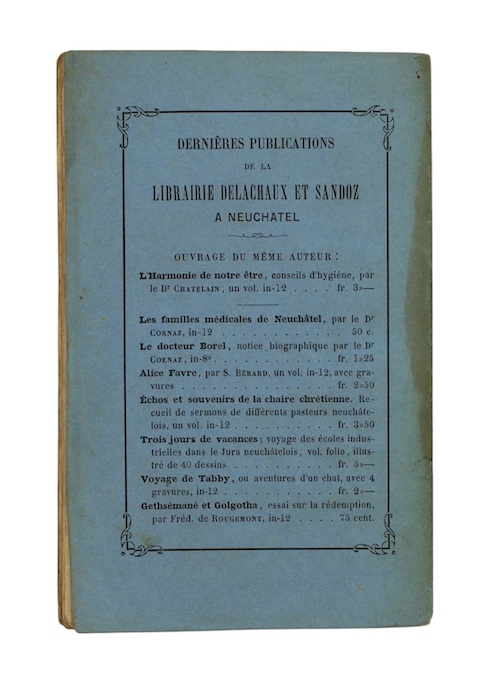 DERNIÈRES PUBLICATIONS
DE LA
LIBRAIRIE DELACHAUX ET SANDOZ
A NEUCHATEL
OUVRAGE DU MÊME AUTEUR:
L'Harmonie de notre être, conseils d'hygiène, par
le Dr CHATELAIN, un vol. in-12 . . . . fr. 3»—
Les familles médicales de Neuchâtel, par le Dr
CORNAZ, in-12 . . . . . . . . . . . 50 c.
Le docteur Borel, notice biographique par le Dr
COENAZ, in-8º. . . . . . . . . . . fr. 1»25
Alice Favre, par S. BÉRARD, un vol. in-12, avec gra-
vures . . . . . . . . . . . . . . fr. 2»50
Échos et souvenirs de la chaire chrétienne. Re-
cueil de sermons de différents pasteurs neuchâte-
lois, un vol. in-12 . . . . . . . . . fr. 3»50
Trois jours de vacances; voyage des écoles indus-
trielles dans le Jura neuchâtelois, vol. folio, illus-
tré de 40 dessins . . . . . . . . . fr. 5»—
Voyage de Tabby, ou aventures d'un chat, avec 4
gravures, in-12 . . . . . . . . . . fr. 2»—
Gethsémané et Golgotha, essai sur la rédemption,
par Fréd. de ROUGEMONT, in-12 . . . . 75 cent.